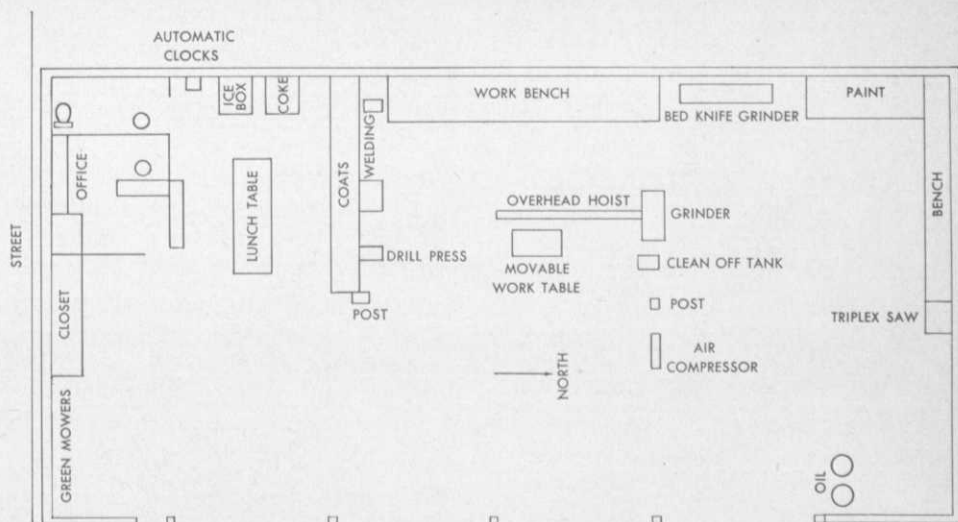 AUTOMATIC
CLOCKS
ICE
BOX
COKE
WORK BENCH
BED KNIFE GRINDER
PAINT
WELDING
OFFICE
COATS
LUNCH TABLE
BENCH
OVERHEAD HOIST
GRINDER
STREET
DRILL PRESS
MOVABLE
WORK TABLE
CLEAN OFF TANK
CLOSET
POST
POST
TRIPLEX SAW
AIR
COMPRESSOR
NORTH
GREEN MOWERS
OIL